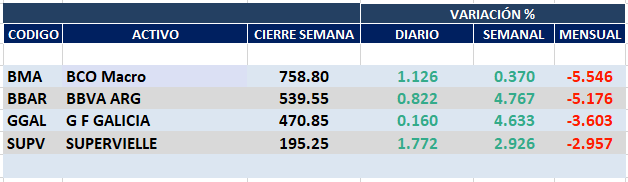 VARIACIÓN %
CODIGO ACTIVO CIERRE SEMANA DIARIO SEMANAL MENSUAL
BMA BCO Macro 758.80 1.126 0.370 -5.546
BBAR BBVA ARG 539.55 0.822 4.767 -5.176
GGAL G F GALICIA 470.85 0.160 4.633 -3.603
SUPV SUPERVIELLE 195.25 1.772 2.926 -2.957